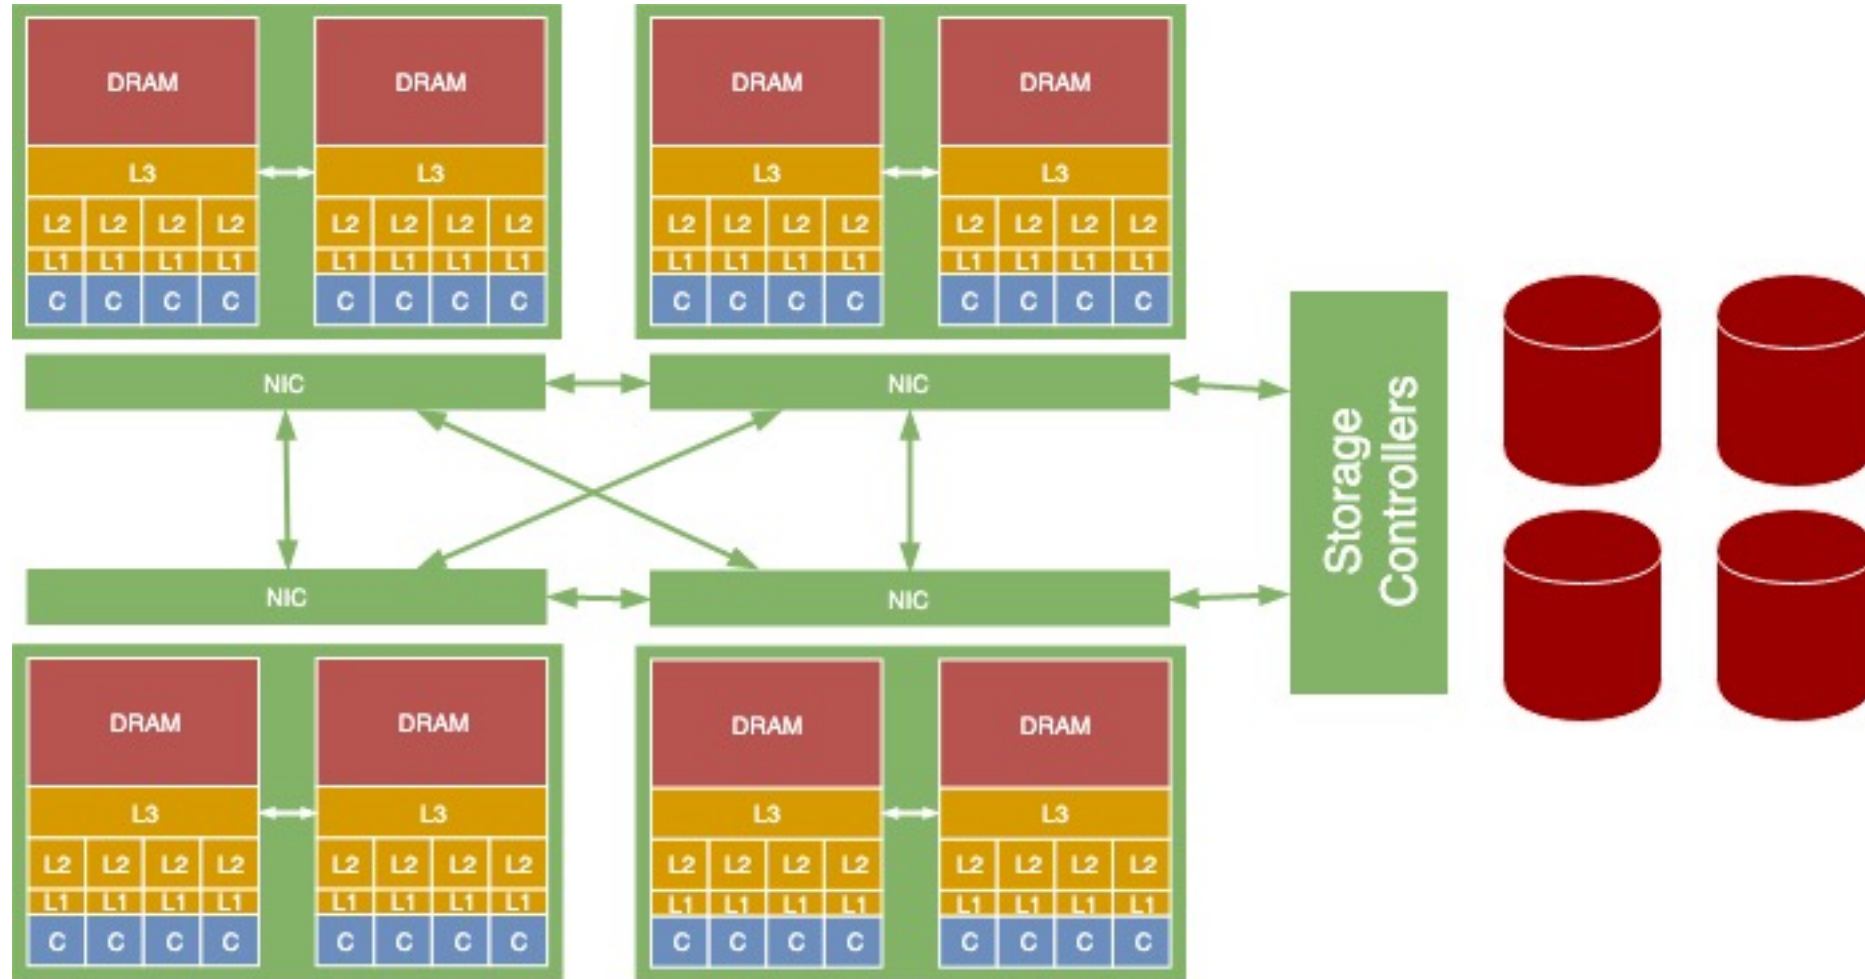 DRAM DRAM DRAM DRAM
L3 L3 L3 L3
L2 L2 L2 L2 L2 L2 L2 L2 L2 L2 L2 L2 L2 L2 L2 L2
L1 L1 L1 L1 L1 L1 L1 L1 L1 L1 L1 L1 L1 L1 L1 L1
C C C C C C C C C C C C C C C C
NIC NIC
Storage
Controllers
NIC NIC
DRAM DRAM DRAM DRAM
L3 L3 L3 L3
L2 L2 L2 L2 L2 L2 L2 L2 L2 L2 L2 L2 L2 L2 L2 L2
L1 L1 L1 L1 L1 L1 L1 L1 L1 L1 L1 L1 L1 L1 L1 L1
C C C C C C C C C C C C C C C C